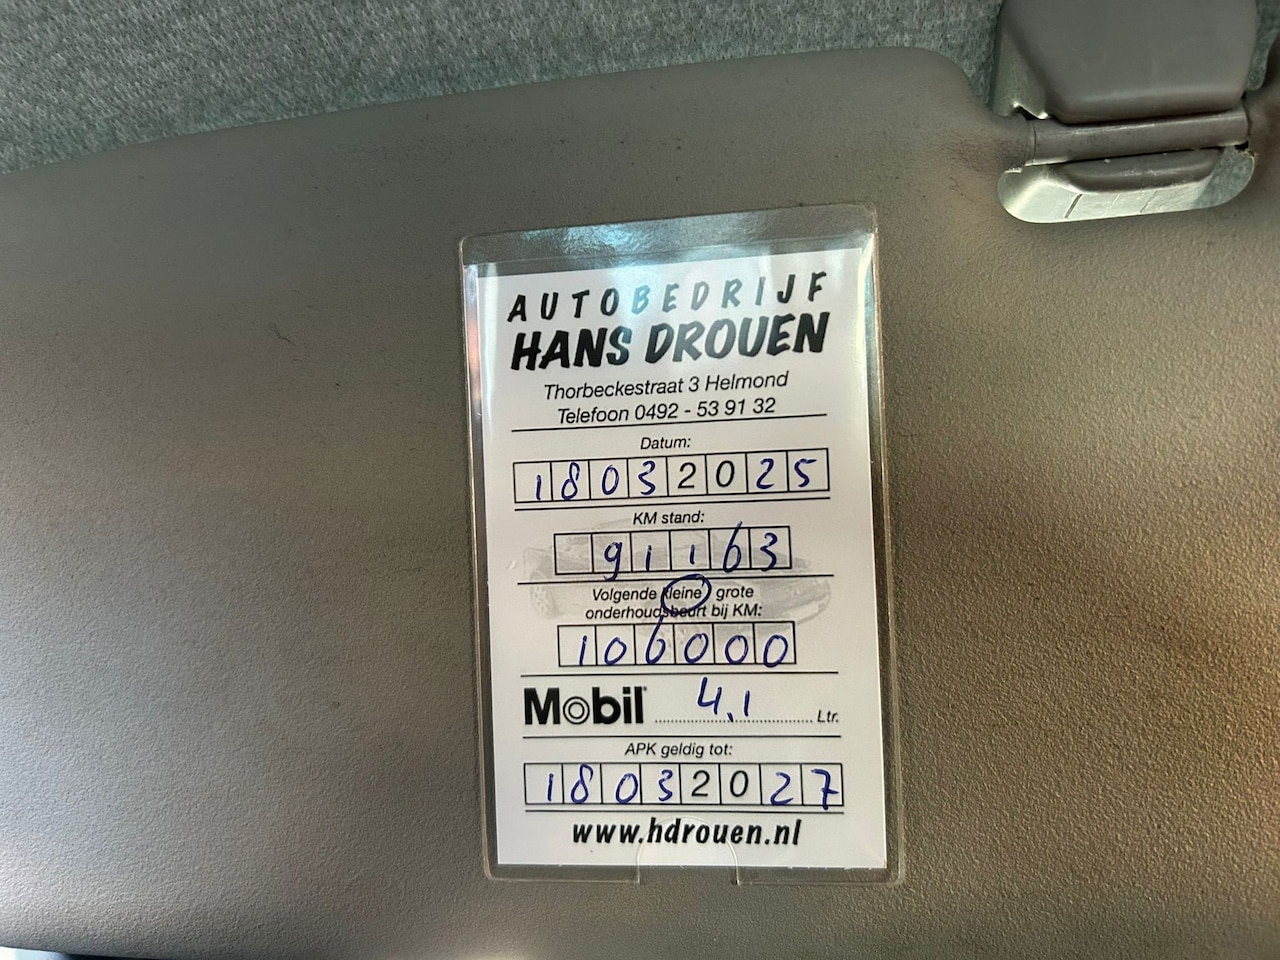 AUTOBEDRIJF
HANS DROUEN
Thorbeckestraat 3 Helmond
Telefoon 0492 - 53 91 32
Datum:
18032025
KM stand:
91163
Volgende kleine grote
onderhoudsbeurt bij KM:
106000
Mobil 4,1 Ltr.
APK geldig tot:
18032027
www.hdrouen.nl